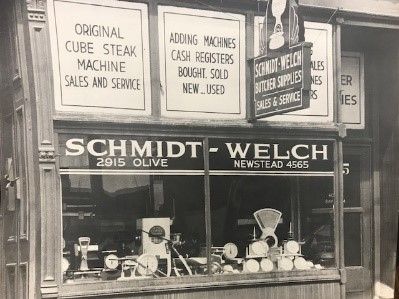 ORIGINAL
CUBE STEAK
MACHINE
SALES AND SERVICE
ADDING MACHINES
CASH REGISTERS
BOUGHT. SOLD
NEW...USED
SCHMIDT-WELCH
BUTCHER SUPPLIES
SALES & SERVICE
SCHMIDT-WELCH
2915 OLIVE NEWSTEAD 4565